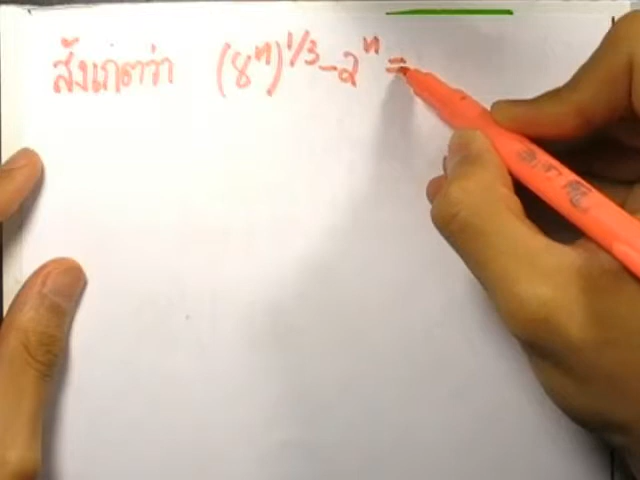 สังเกตว่า (8ⁿ)^{1/3} - 2ⁿ =